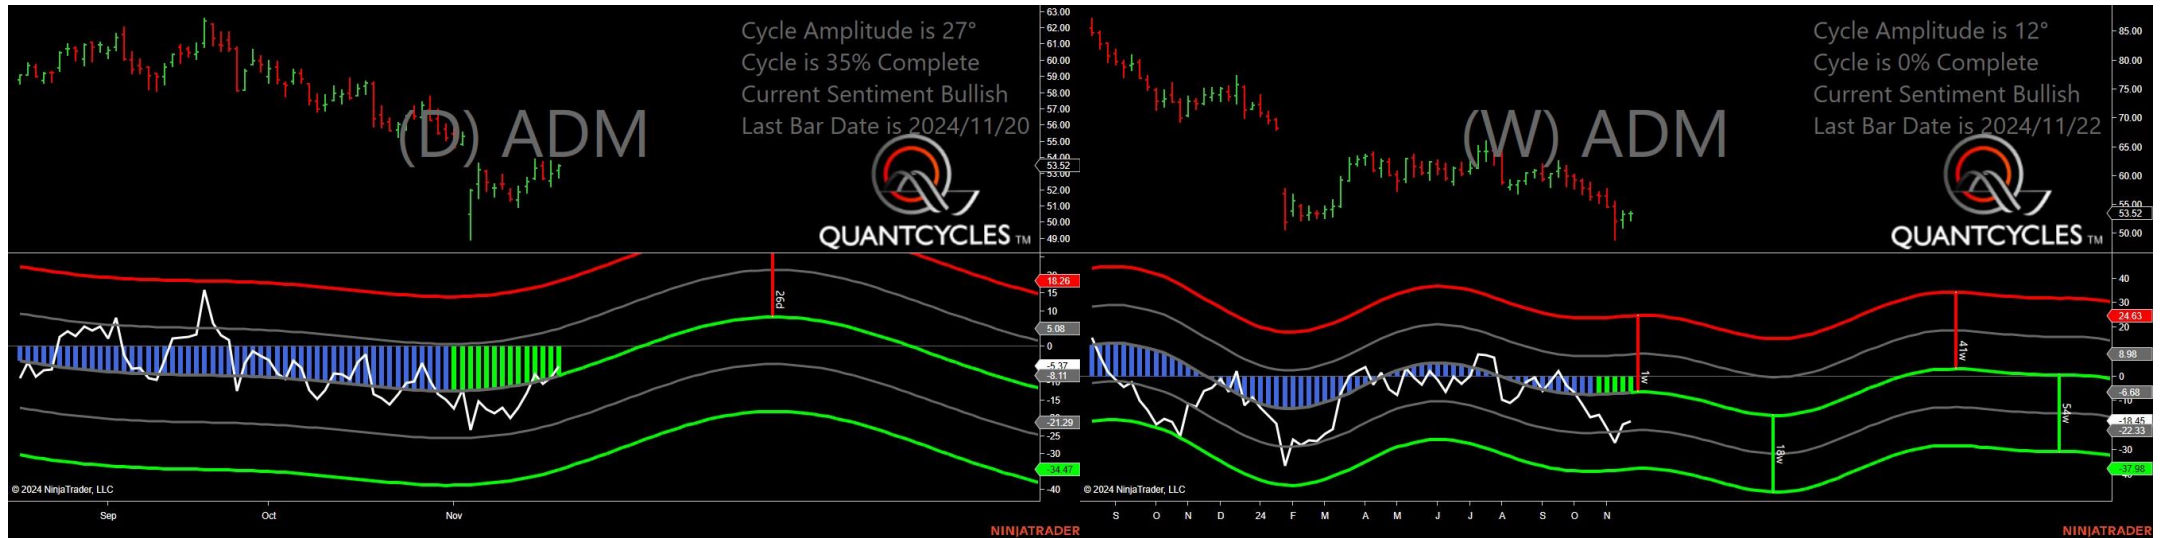 Cycle Amplitude is 27°
Cycle is 35% Complete
Current Sentiment Bullish
Last Bar Date is 2024/11/20
(D) ADM
QUANTCYCLES TM
63.00
62.00
61.00
60.00
59.00
58.00
57.00
56.00
55.00
54.00
53.52
53.00
52.00
51.00
50.00
49.00
26d
18.26
15
10
5.08
0
-5.37
-8.11
-10
-15
-21.29
-25
-30
-34.47
-40
© 2024 NinjaTrader, LLC
Sep Oct Nov
NINJATRADER
Cycle Amplitude is 12°
Cycle is 0% Complete
Current Sentiment Bullish
Last Bar Date is 2024/11/22
(W) ADM
QUANTCYCLES TM
85.00
80.00
75.00
70.00
65.00
60.00
55.00
53.52
50.00
1w
18w
41w
54w
40
30
24.63
20
8.98
0
-6.68
-10
-18.45
-22.33
-30
-37.98
© 2024 NinjaTrader, LLC
S O N D 24 F M A M J J A S O N
NINJATRADER